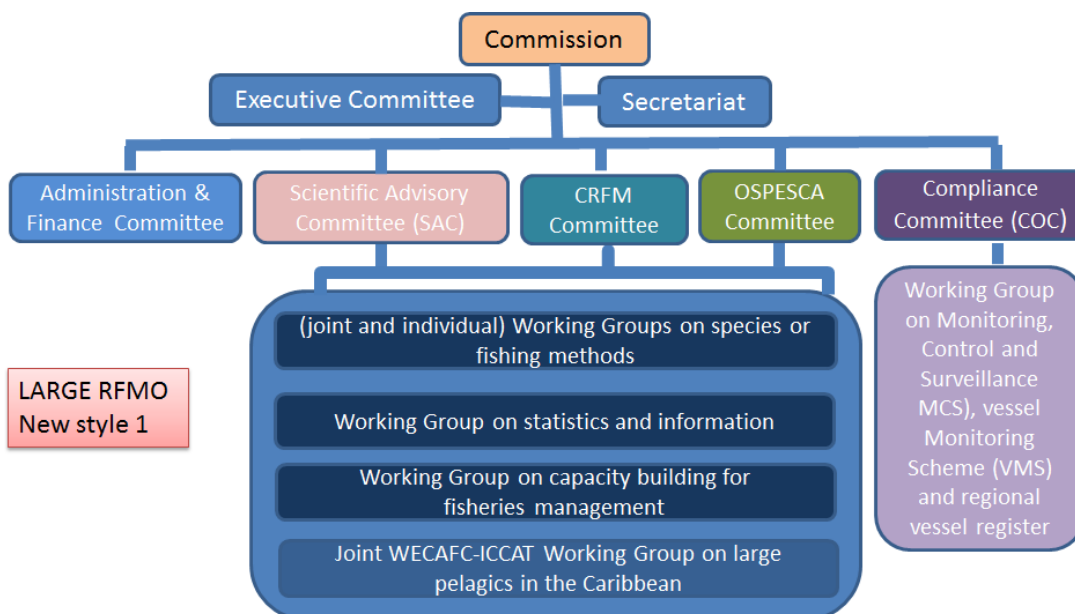 Commission
Executive Committee
Secretariat
Administration &
Finance Committee
Scientific Advisory
Committee (SAC)
CRFM
Committee
OSPESCA
Committee
Compliance
Committee (COC)
(joint and individual) Working Groups on species or
fishing methods
Working Group on statistics and information
Working Group on capacity building for
fisheries management
Joint WECAFC-ICCAT Working Group on large
pelagics in the Caribbean
Working Group
on Monitoring,
Control and
Surveillance
MCS), vessel
Monitoring
Scheme (VMS)
and regional
vessel register
LARGE RFMO
New style 1